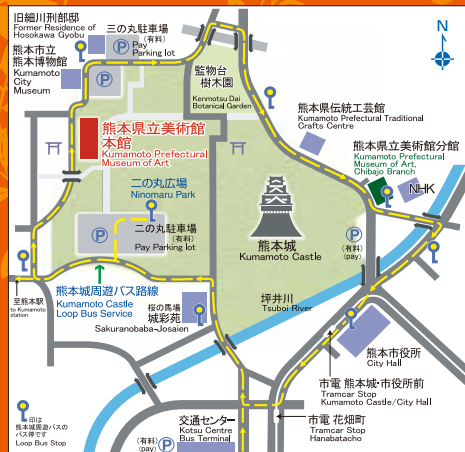 旧細川刑部邸
Former Residence of
Hosokawa Gyobu
三の丸駐車場
(有料)
Pay
Parking lot
P
N
熊本市立
熊本博物館
Kumamoto
City
Museum
監物台
樹木園
Kenmotsu Dai
Botanical Garden
熊本県伝統工芸館
Kumamoto Prefectural Traditional
Crafts Centre
熊本県立美術館
本館
Kumamoto Prefectural
Museum of Art
熊本県立美術館分館
Kumamoto Prefectural
Museum of Art,
Chibajo Branch
NHK
二の丸広場
Ninomaru Park
二の丸駐車場
(有料)
Pay Parking lot
P
熊本城
Kumamoto Castle
P
(有料)
(pay)
至熊本駅
to Kumamoto
station
熊本城周遊バス路線
Kumamoto Castle
Loop Bus Service
桜の馬場
城彩苑
Sakuranobaba-Josaien
坪井川
Tsuboi River
熊本市役所
City Hall
市電 熊本城・市役所前
Tramcar Stop
Kumamoto Castle/City Hall
市電 花畑町
Tramcar Stop
Hanabatacho
交通センター
Kotsu Centre
Bus Terminal
(有料)
(pay)
P
印は
熊本城周遊バスの
バス停です
Loop Bus Stop